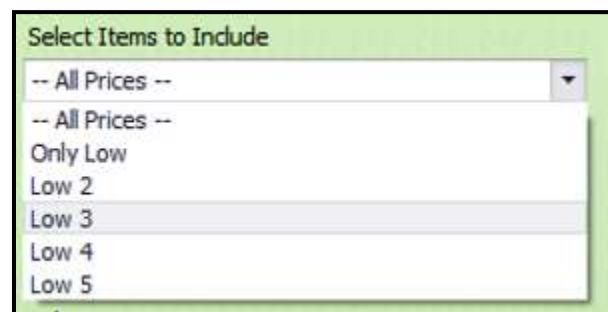 Select Items to Include
-- All Prices --
-- All Prices --
Only Low
Low 2
Low 3
Low 4
Low 5